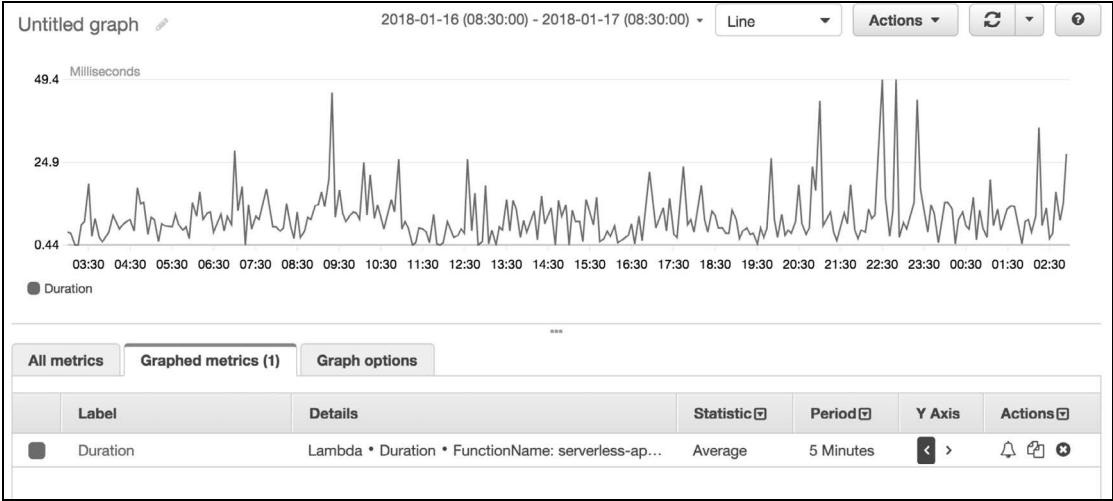 Untitled graph 2018-01-16 (08:30:00) - 2018-01-17 (08:30:00) Line Actions
Milliseconds
49.4
24.9
0.44
03:30 04:30 05:30 06:30 07:30 08:30 09:30 10:30 11:30 12:30 13:30 14:30 15:30 16:30 17:30 18:30 19:30 20:30 21:30 22:30 23:30 00:30 01:30 02:30
Duration
All metrics Graphed metrics (1) Graph options
Label Details Statistic Period Y Axis Actions
Duration Lambda • Duration • FunctionName: serverless-ap... Average 5 Minutes < >